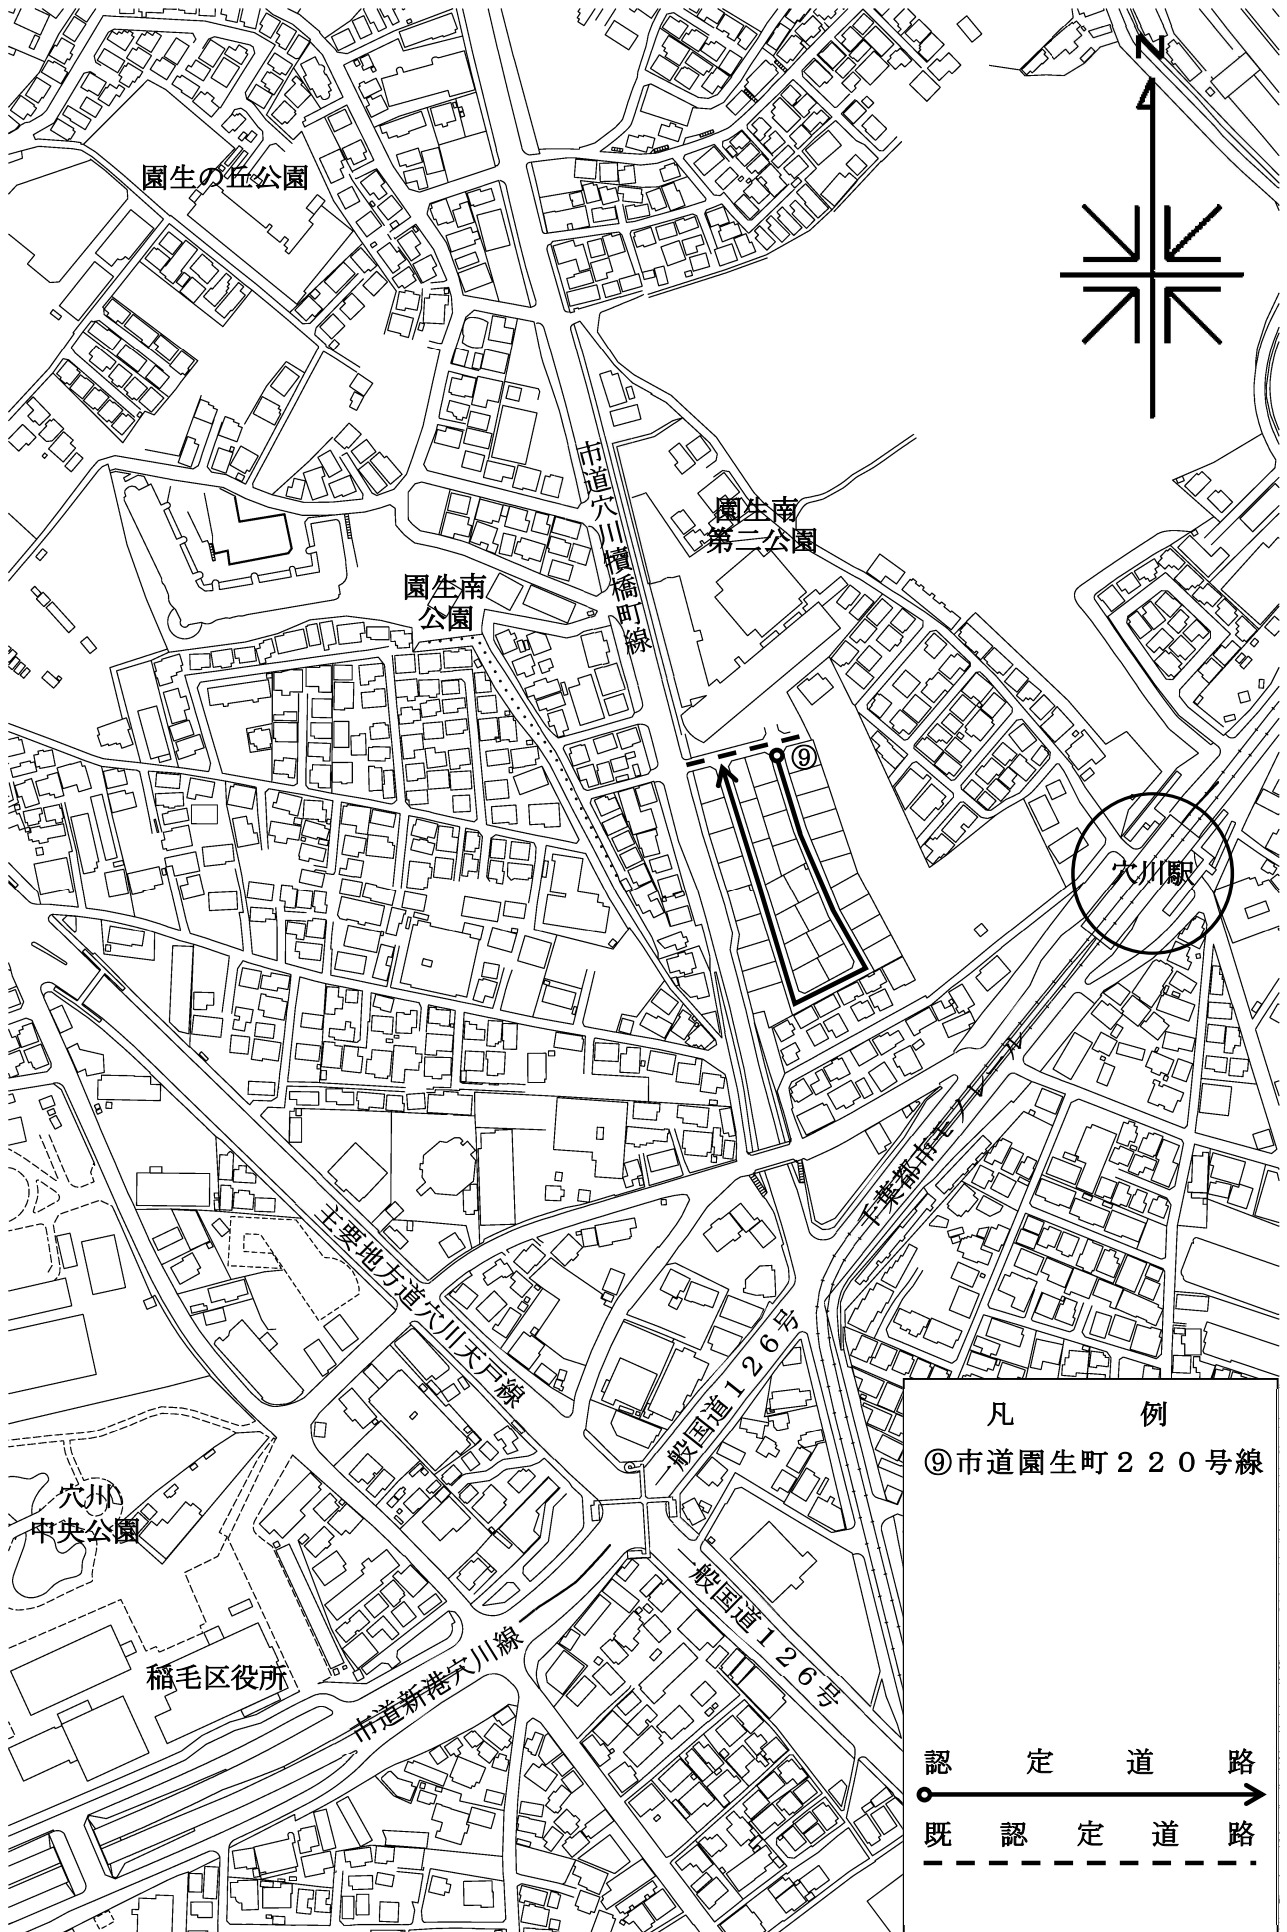 N
園生の丘公園
市道穴川犢橋町線
園生南
第二公園
園生南
公園
⑨
穴川駅
千葉都市モノレール
主要地方道穴川天戸線
一般国道１２６号
穴川
中央公園
一般国道１２６号
稲毛区役所
市道新港穴川線
凡 例
⑨市道園生町２２０号線
認 定 道 路
既 認 定 道 路